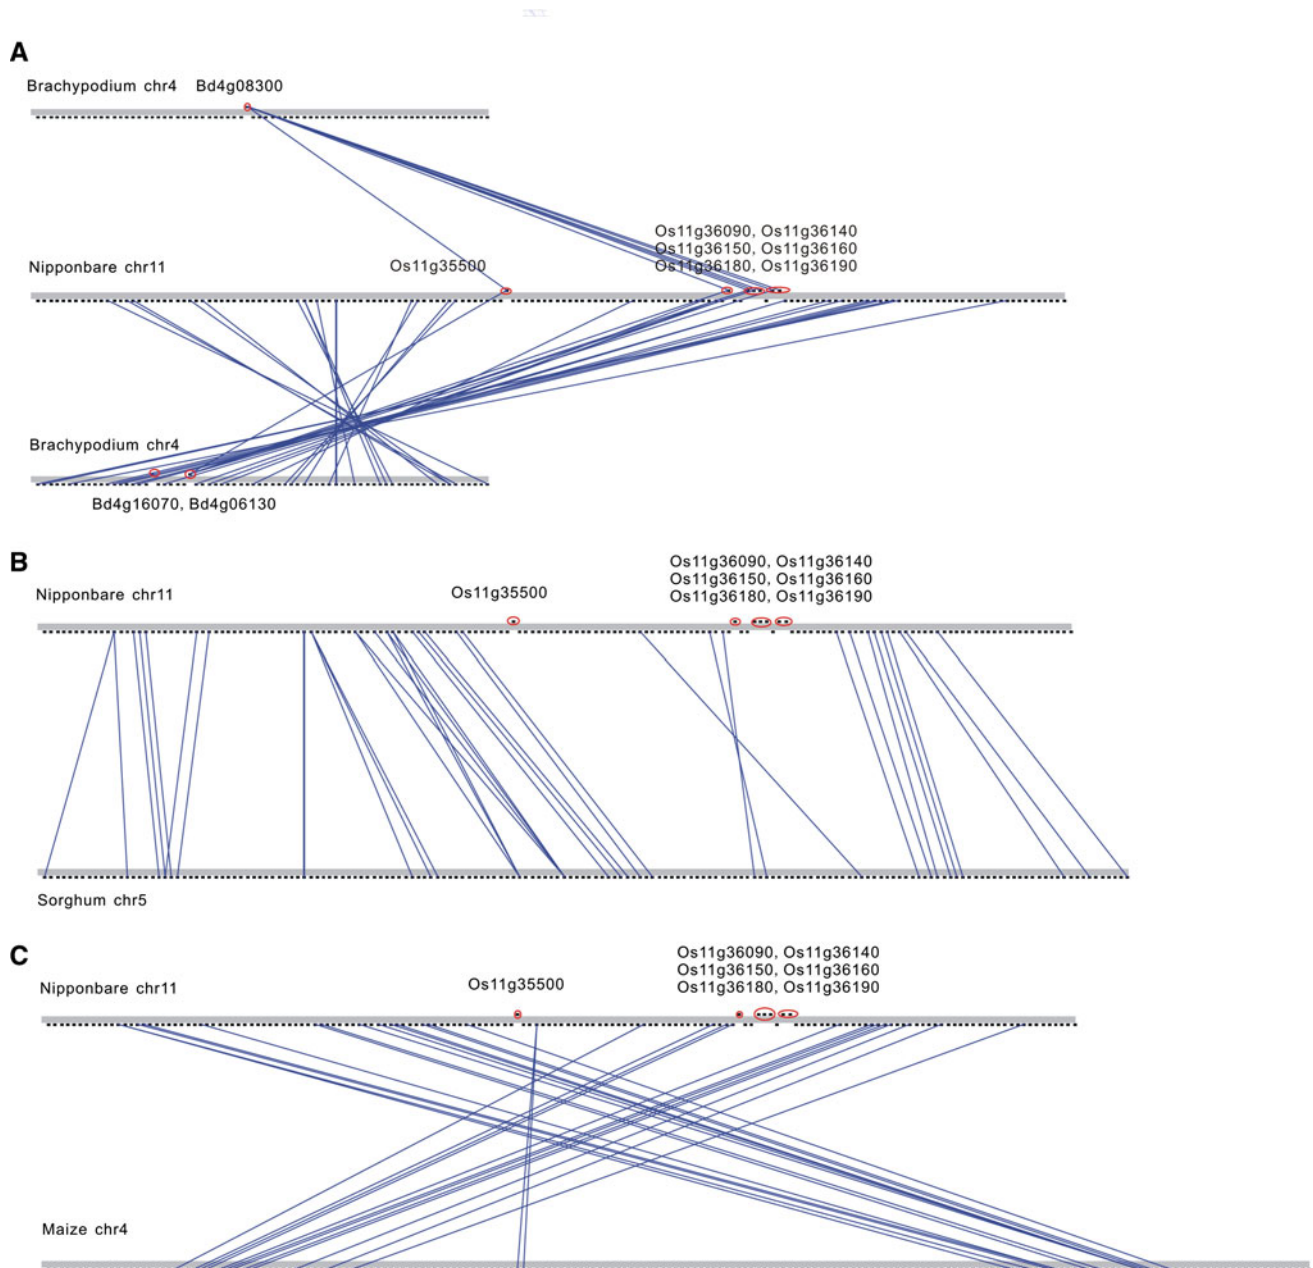 A
Brachypodium chr4 Bd4g08300
Os11g36090, Os11g36140
Os11g36150, Os11g36160
Nipponbare chr11 Os11g35500 Os11g36180, Os11g36190
Brachypodium chr4
Bd4g16070, Bd4g06130
B
Os11g36090, Os11g36140
Os11g36150, Os11g36160
Nipponbare chr11 Os11g35500 Os11g36180, Os11g36190
Sorghum chr5
C
Os11g36090, Os11g36140
Os11g36150, Os11g36160
Nipponbare chr11 Os11g35500 Os11g36180, Os11g36190
Maize chr4